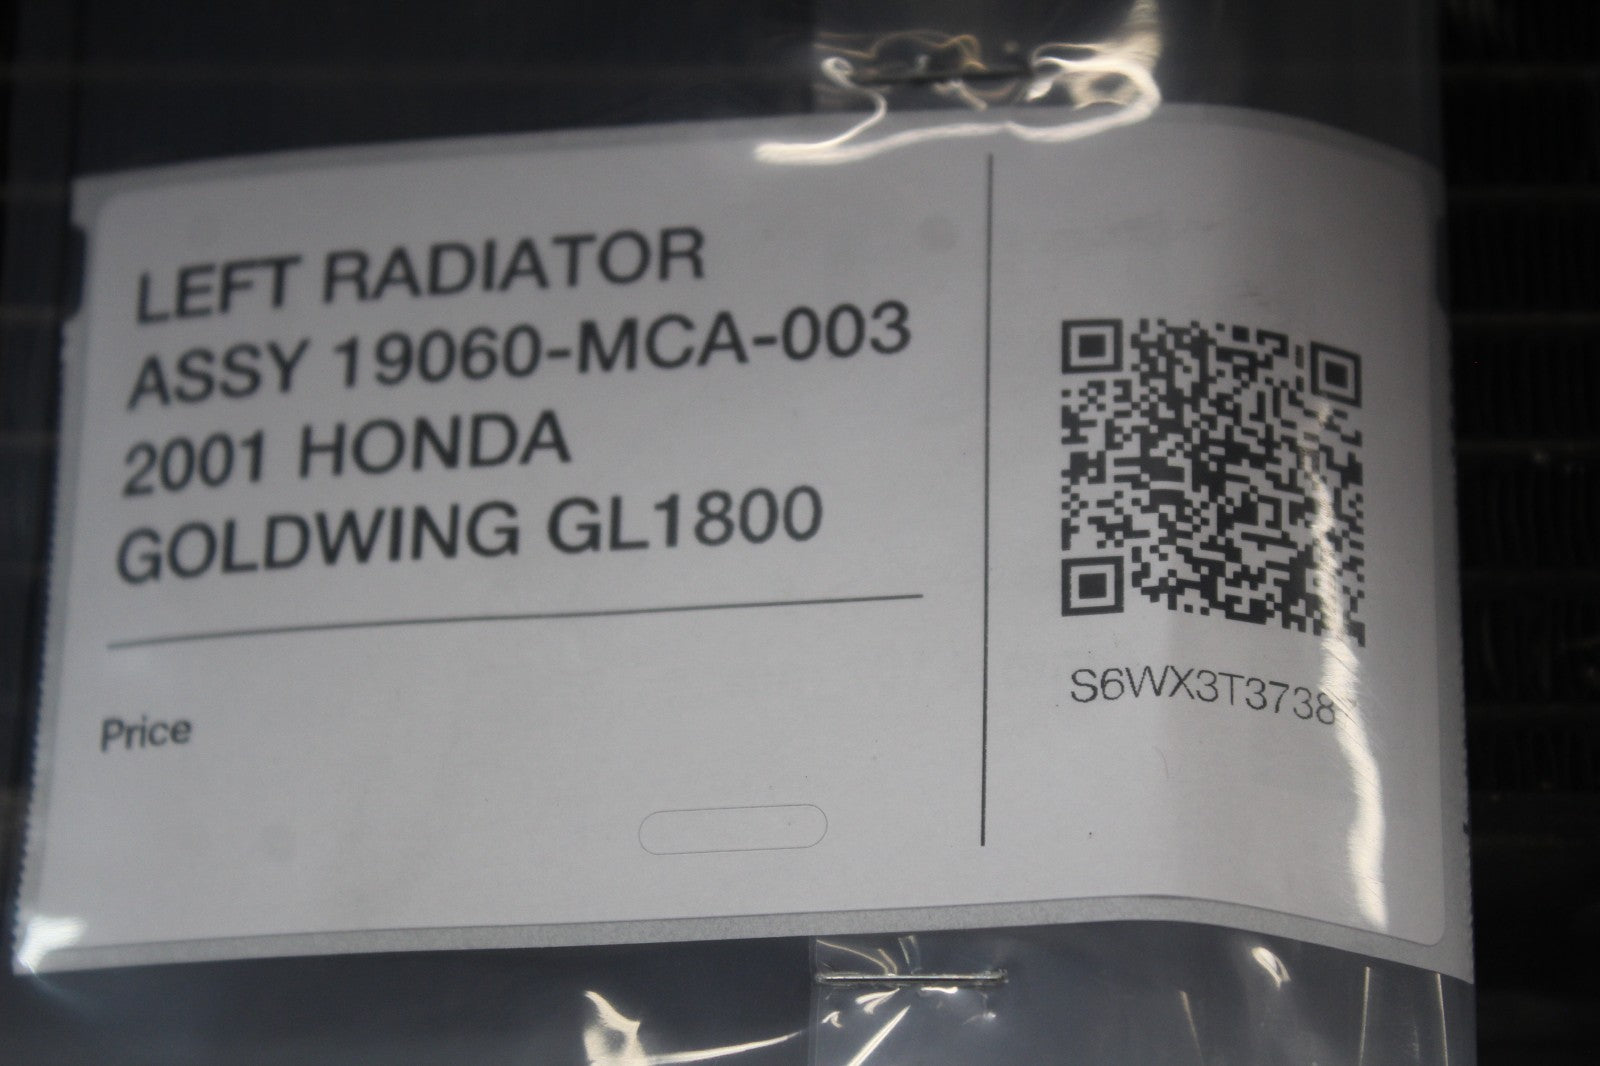 LEFT RADIATOR
ASSY 19060-MCA-003
2001 HONDA
GOLDWING GL1800
Price
S6WX3T3738